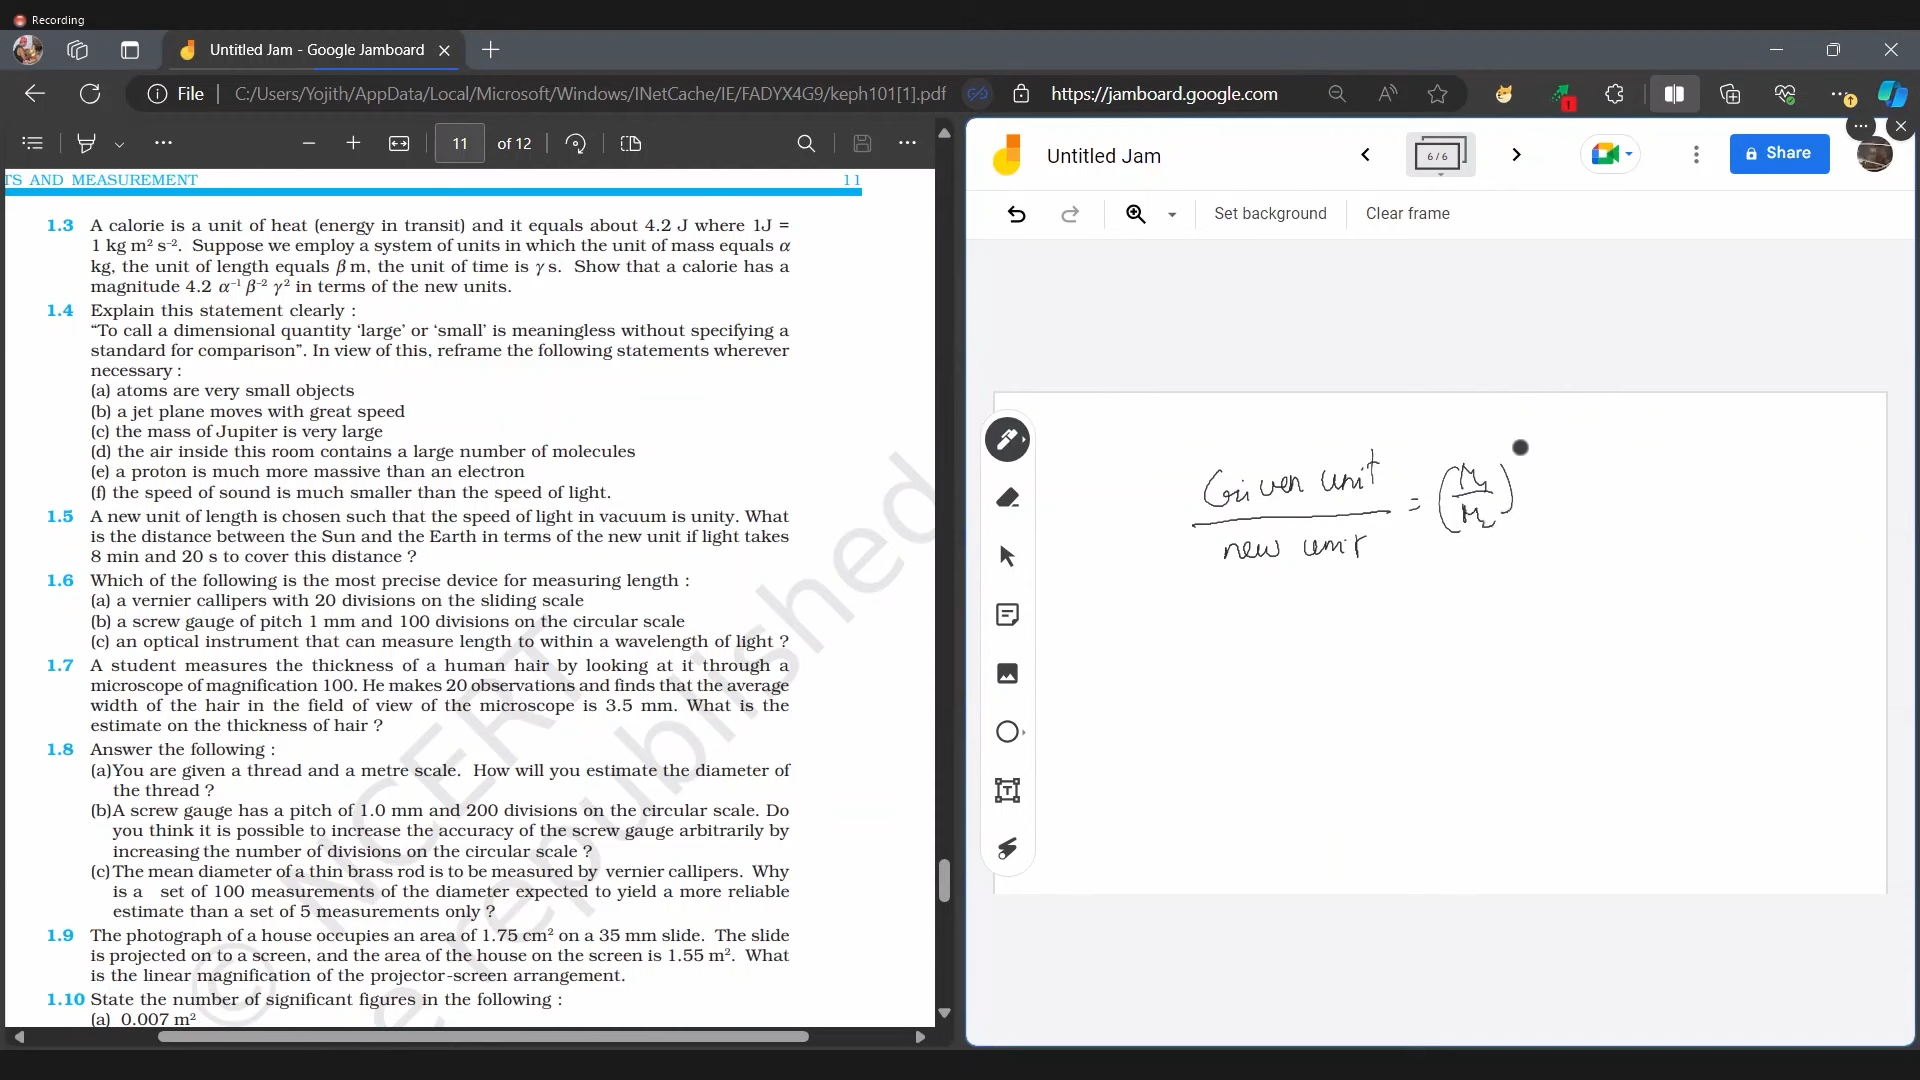 Recording
Untitled Jam - Google Jamboard
File
C:/Users/Yojith/AppData/Local/Microsoft/Windows/INetCache/IE/FADYX4G9/keph101[1].pdf
https://jamboard.google.com
11 of 12
Untitled Jam
6 / 6
Share
Set background
Clear frame
TS AND MEASUREMENT 11
1.3 A calorie is a unit of heat (energy in transit) and it equals about 4.2 J where 1J =
1 kg m² s⁻². Suppose we employ a system of units in which the unit of mass equals α
kg, the unit of length equals β m, the unit of time is γ s. Show that a calorie has a
magnitude 4.2 α⁻¹ β⁻² γ² in terms of the new units.
1.4 Explain this statement clearly :
“To call a dimensional quantity ‘large’ or ‘small’ is meaningless without specifying a
standard for comparison”. In view of this, reframe the following statements wherever
necessary :
(a) atoms are very small objects
(b) a jet plane moves with great speed
(c) the mass of Jupiter is very large
(d) the air inside this room contains a large number of molecules
(e) a proton is much more massive than an electron
(f) the speed of sound is much smaller than the speed of light.
1.5 A new unit of length is chosen such that the speed of light in vacuum is unity. What
is the distance between the Sun and the Earth in terms of the new unit if light takes
8 min and 20 s to cover this distance ?
1.6 Which of the following is the most precise device for measuring length :
(a) a vernier callipers with 20 divisions on the sliding scale
(b) a screw gauge of pitch 1 mm and 100 divisions on the circular scale
(c) an optical instrument that can measure length to within a wavelength of light ?
1.7 A student measures the thickness of a human hair by looking at it through a
microscope of magnification 100. He makes 20 observations and finds that the average
width of the hair in the field of view of the microscope is 3.5 mm. What is the
estimate on the thickness of hair ?
1.8 Answer the following :
(a)You are given a thread and a metre scale. How will you estimate the diameter of
the thread ?
(b)A screw gauge has a pitch of 1.0 mm and 200 divisions on the circular scale. Do
you think it is possible to increase the accuracy of the screw gauge arbitrarily by
increasing the number of divisions on the circular scale ?
(c)The mean diameter of a thin brass rod is to be measured by vernier callipers. Why
is a set of 100 measurements of the diameter expected to yield a more reliable
estimate than a set of 5 measurements only ?
1.9 The photograph of a house occupies an area of 1.75 cm² on a 35 mm slide. The slide
is projected on to a screen, and the area of the house on the screen is 1.55 m². What
is the linear magnification of the projector-screen arrangement.
1.10 State the number of significant figures in the following :
(a) 0.007 m²
© NCERT
e republished
Given unit
= (M₁
new unit
M₂)